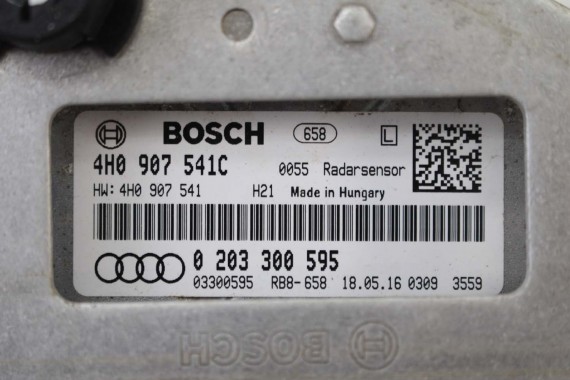 BOSCH 658 L
4H0 907 541C 0055 Radarsensor
HW: 4H0 907 541 H21 Made in Hungary
0 203 300 595
03300595 RB8-658 18.05.16 0309 3559
BOSCH